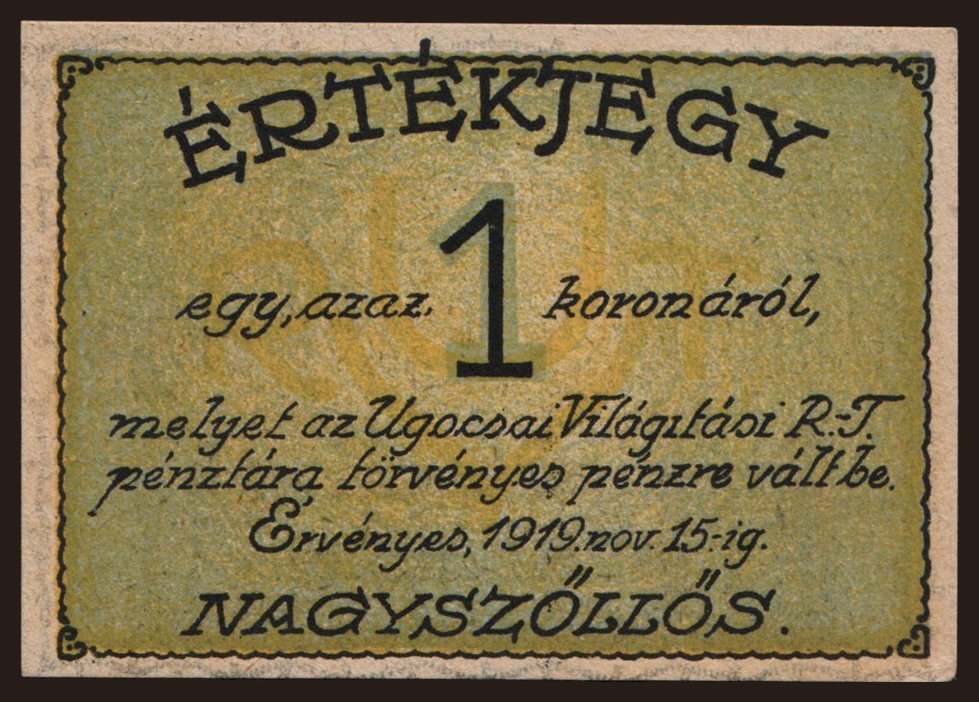 ÉRTÉKJEGY
egy, azaz 1 koronáról,
melyet az Ugocsai Világítási R.-T.
pénztára törvényes pénzre vált be.
Érvényes, 1919. nov. 15-ig.
NAGYSZŐLLŐS.